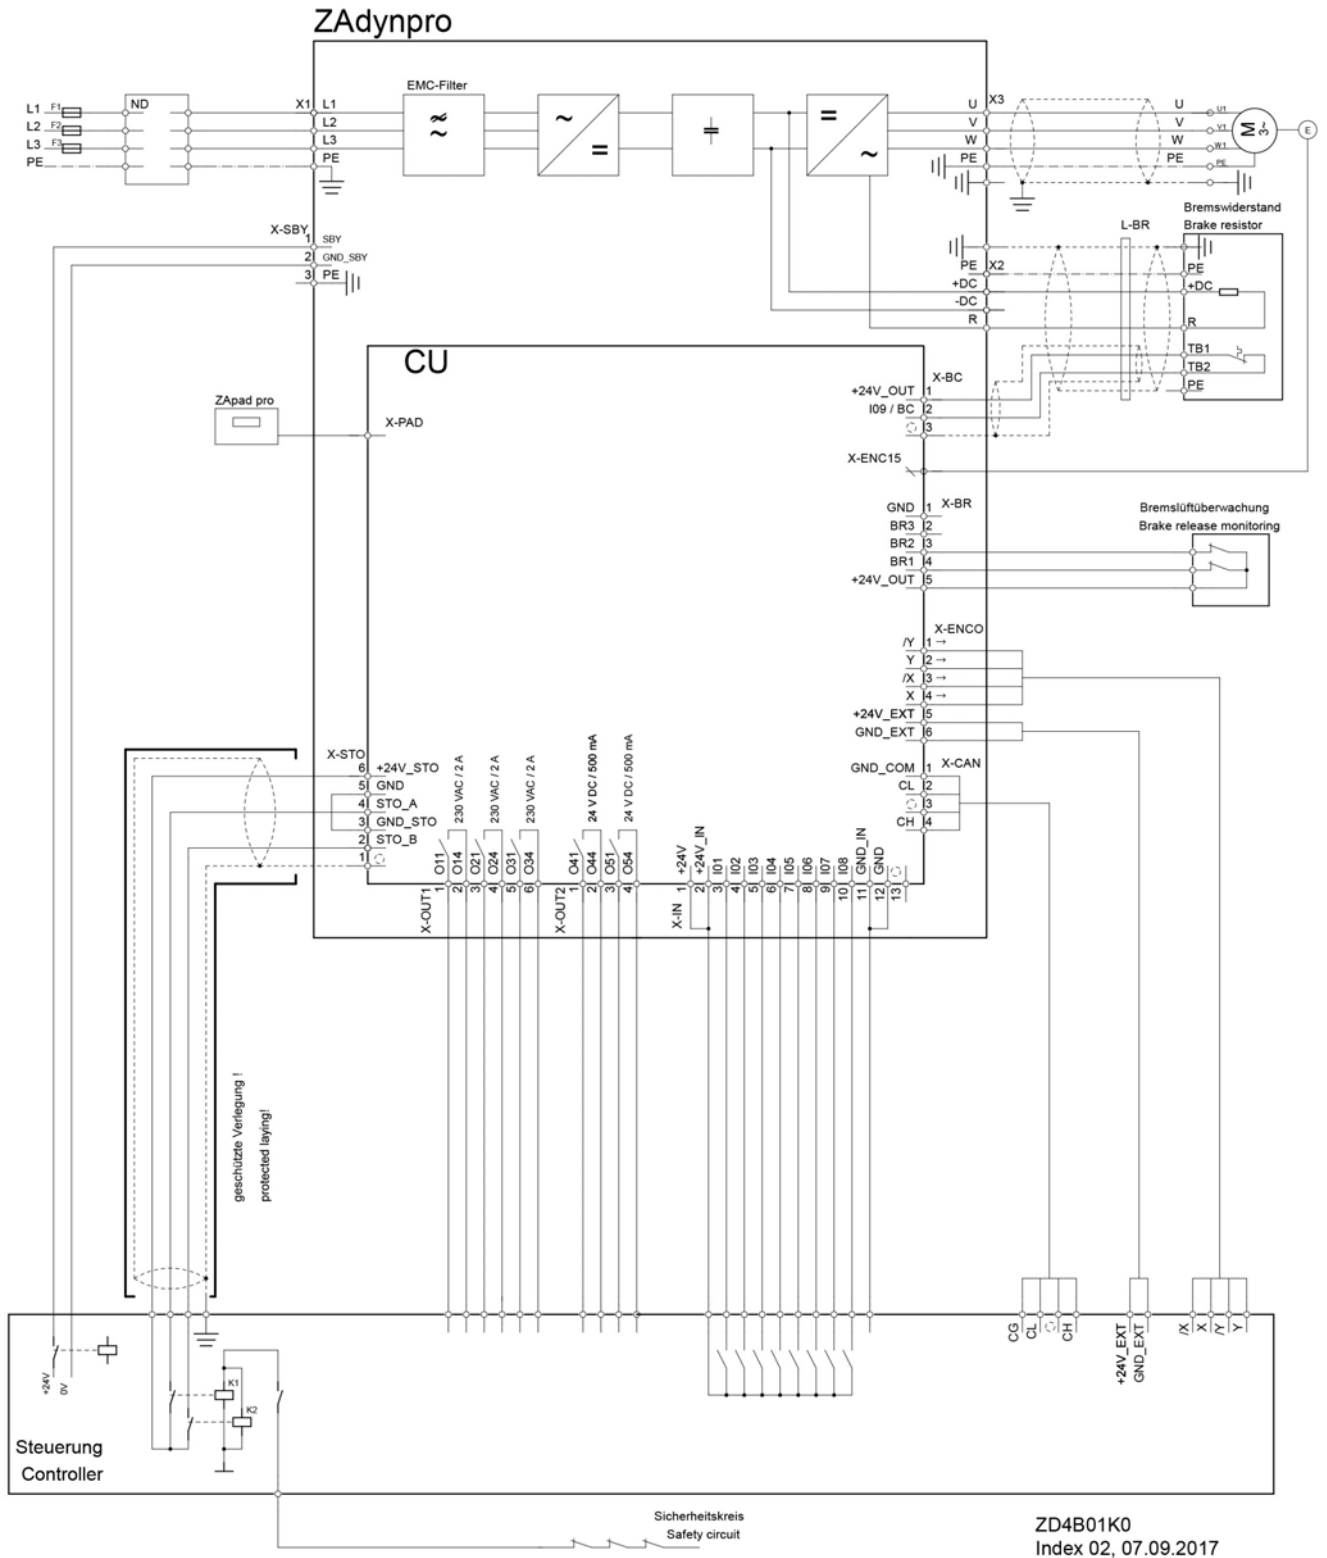 ZAdynpro
EMC-Filter
L1 F1
L2 F2
L3 F3
PE
ND
X1
L1
L2
L3
PE
~
~
~
=
=
~
U X3
V
W
PE
U
V
W
PE
U1
V1
W1
PE
M
3~
E
X-SBY
1 SBY
2 GND_SBY
3 PE
Bremswiderstand
Brake resistor
L-BR
PE X2
+DC
-DC
R
PE
+DC
R
TB1
TB2
PE
CU
ZApad pro
X-PAD
X-BC
+24V_OUT 1
I09 / BC 2
3
X-ENC15
X-BR
GND 1
BR3 2
BR2 3
BR1 4
+24V_OUT 5
Bremslüftüberwachung
Brake release monitoring
X-ENCO
/Y 1 →
Y 2 →
/X 3 →
X 4 →
+24V_EXT 5
GND_EXT 6
X-CAN
GND_COM 1
CL 2
3
CH 4
X-STO
6 +24V_STO
5 GND
4 STO_A
3 GND_STO
2 STO_B
1
230 VAC / 2 A
230 VAC / 2 A
230 VAC / 2 A
24 V DC / 500 mA
24 V DC / 500 mA
X-OUT1
1 O11
2 O14
3 O21
4 O24
5 O31
6 O34
X-OUT2
1 O41
2 O44
3 O51
4 O54
X-IN
1 +24V
2 +24V_IN
3 I01
4 I02
5 I03
6 I04
7 I05
8 I06
9 I07
10 I08
11 GND_IN
12 GND
13
geschützte Verlegung !
protected laying!
+24V
0V
K1
K2
CG
CL
CH
+24V_EXT
GND_EXT
/X
X
/Y
Y
Steuerung
Controller
Sicherheitskreis
Safety circuit
ZD4B01K0
Index 02, 07.09.2017